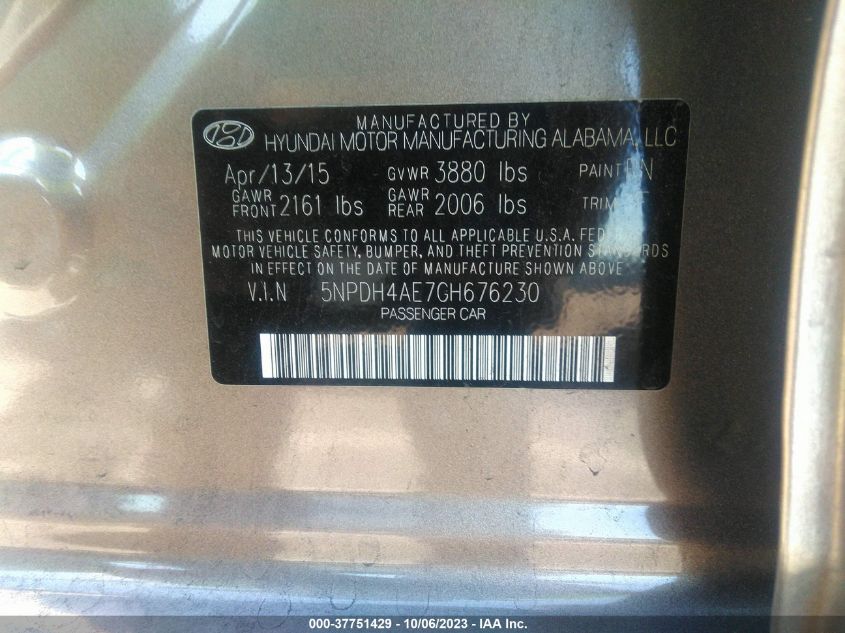 MANUFACTURED BY
HYUNDAI MOTOR MANUFACTURING ALABAMA, LLC
Apr/13/15 GVWR 3880 lbs PAINT
GAWR FRONT 2161 lbs GAWR REAR 2006 lbs TRIM
THIS VEHICLE CONFORMS TO ALL APPLICABLE U.S.A. FEDERAL
MOTOR VEHICLE SAFETY, BUMPER, AND THEFT PREVENTION STANDARDS
IN EFFECT ON THE DATE OF MANUFACTURE SHOWN ABOVE
V.I.N 5NPDH4AE7GH676230
PASSENGER CAR
000-37751429 - 10/06/2023 - IAA Inc.